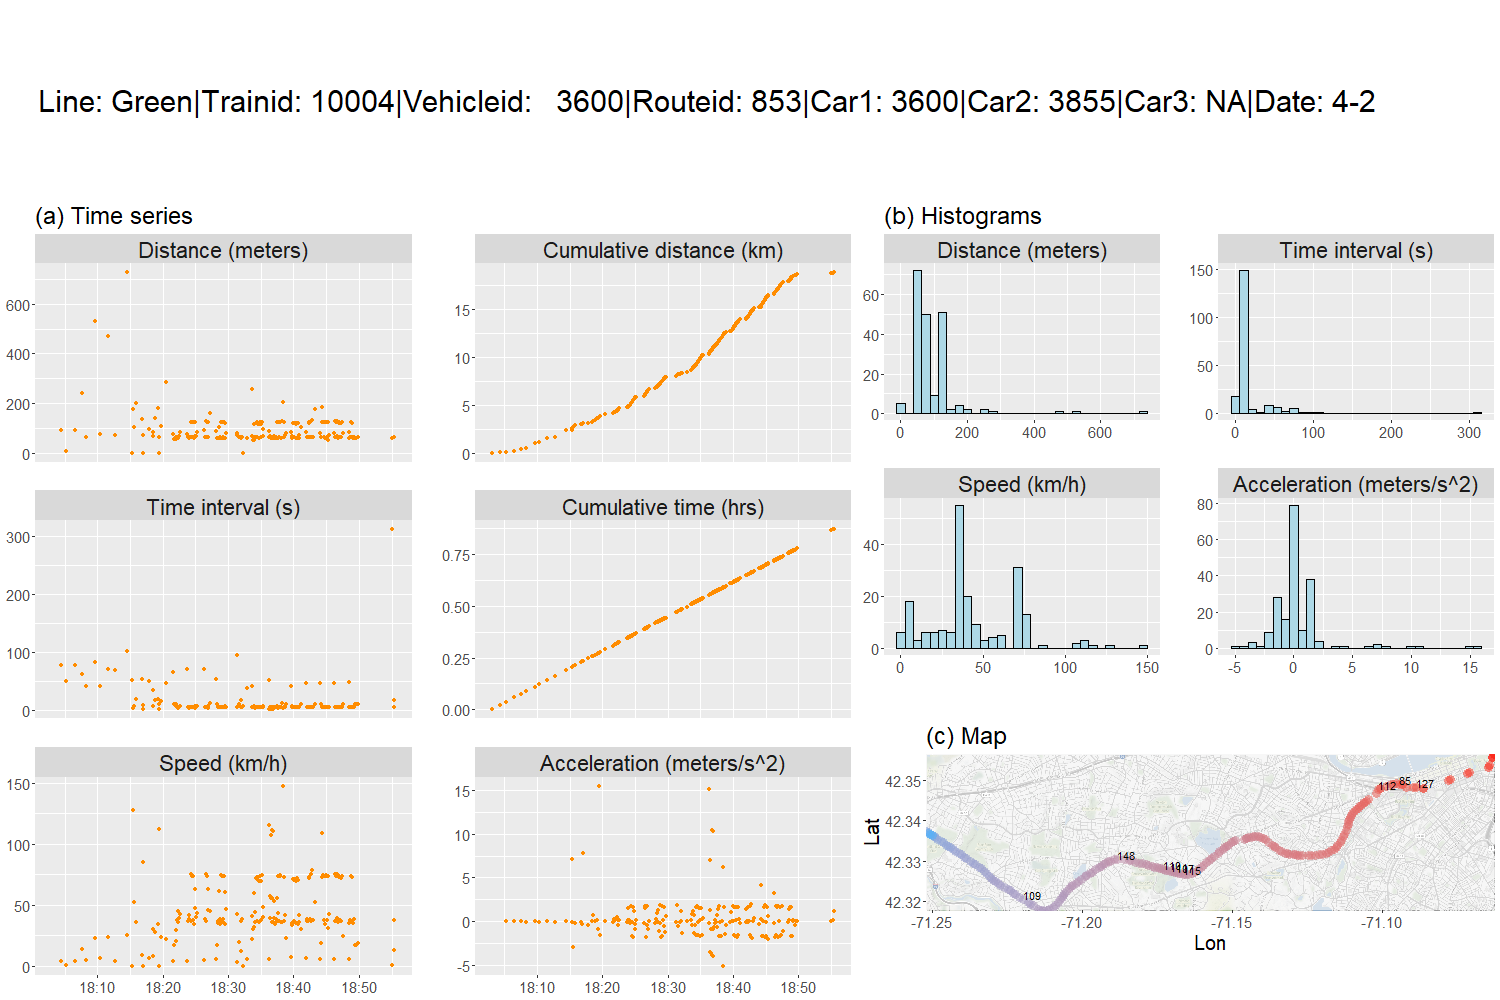 Line: Green|Trainid: 10004|Vehicleid:   3600|Routeid: 853|Car1: 3600|Car2: 3855|Car3: NA|Date: 4-2
(a) Time series
Distance (meters)
600
400
200
0
Cumulative distance (km)
15
10
5
0
Time interval (s)
300
200
100
0
Cumulative time (hrs)
0.75
0.50
0.25
0.00
Speed (km/h)
150
100
50
0
18:10 18:20 18:30 18:40 18:50
Acceleration (meters/s^2)
15
10
5
0
-5
18:10 18:20 18:30 18:40 18:50
(b) Histograms
Distance (meters)
60
40
20
0
0 200 400 600
Time interval (s)
150
100
50
0
0 100 200 300
Speed (km/h)
40
20
0
0 50 100 150
Acceleration (meters/s^2)
80
60
40
20
0
-5 0 5 10 15
(c) Map
Lat
42.35
42.34
42.33
42.32
112 85 127
148
109
-71.25 -71.20 -71.15 -71.10
Lon